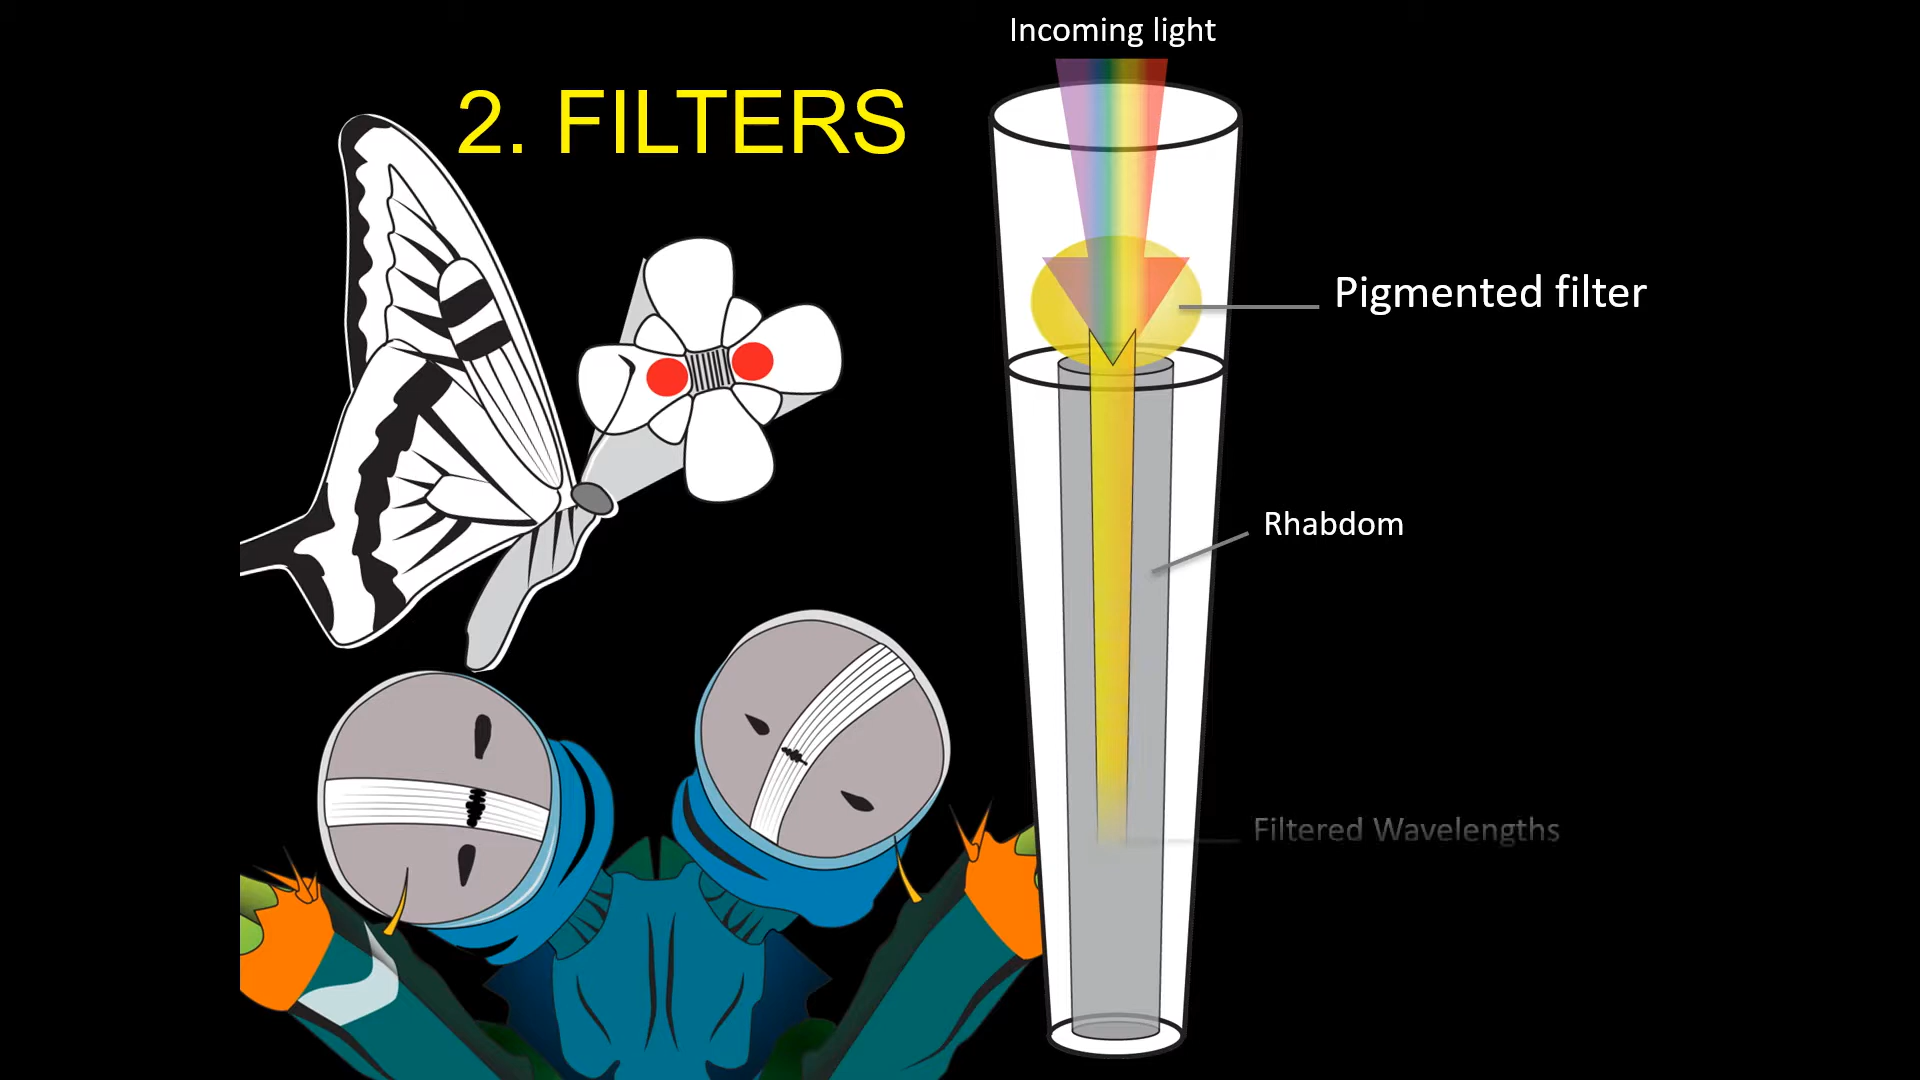 Incoming light
2. FILTERS
Pigmented filter
Rhabdom
Filtered Wavelengths